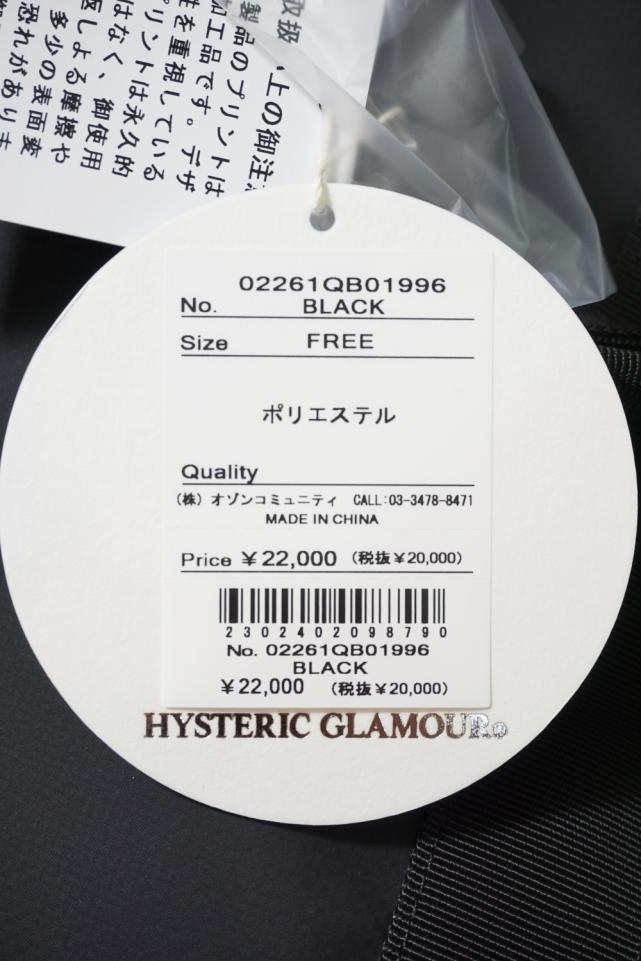 取扱 上の御注
製品のプリントは
加工品です。デザ
性を重視している
プリントは永久的
はなく、御使用
返しよる摩擦や
多少の表面変
恐れがありま
02261QB01996
No. BLACK
Size FREE
ポリエステル
Quality
（株）オゾンコミュニティ CALL:03-3478-8471
MADE IN CHINA
Price ￥22,000 （税抜￥20,000）
2302402098790
No. 02261QB01996
BLACK
￥22,000 （税抜￥20,000）
HYSTERIC GLAMOUR®